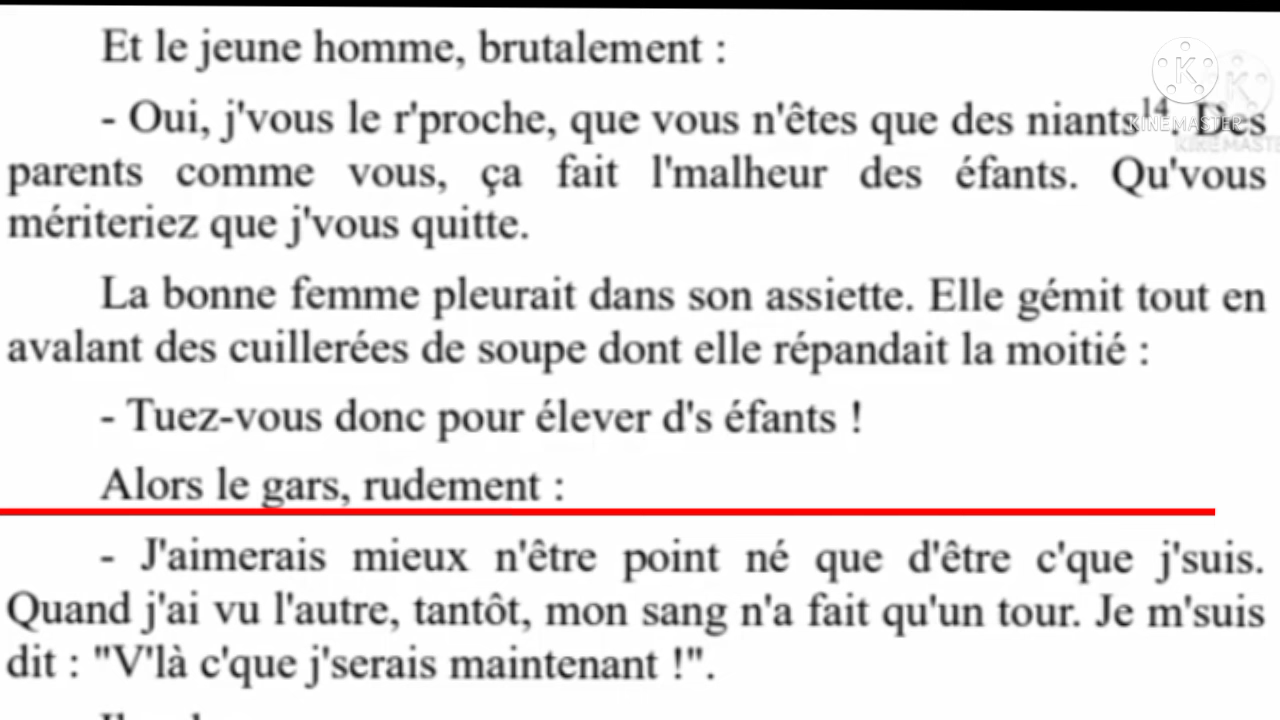 Et le jeune homme, brutalement :
- Oui, j'vous le r'proche, que vous n'êtes que des niants¹⁴. Des
parents comme vous, ça fait l'malheur des éfants. Qu'vous
mériteriez que j'vous quitte.
La bonne femme pleurait dans son assiette. Elle gémit tout en
avalant des cuillerées de soupe dont elle répandait la moitié :
- Tuez-vous donc pour élever d's éfants !
Alors le gars, rudement :
- J'aimerais mieux n'être point né que d'être c'que j'suis.
Quand j'ai vu l'autre, tantôt, mon sang n'a fait qu'un tour. Je m'suis
dit : "V'là c'que j'serais maintenant !".
K
KINEMASTER
K
KINEMASTE